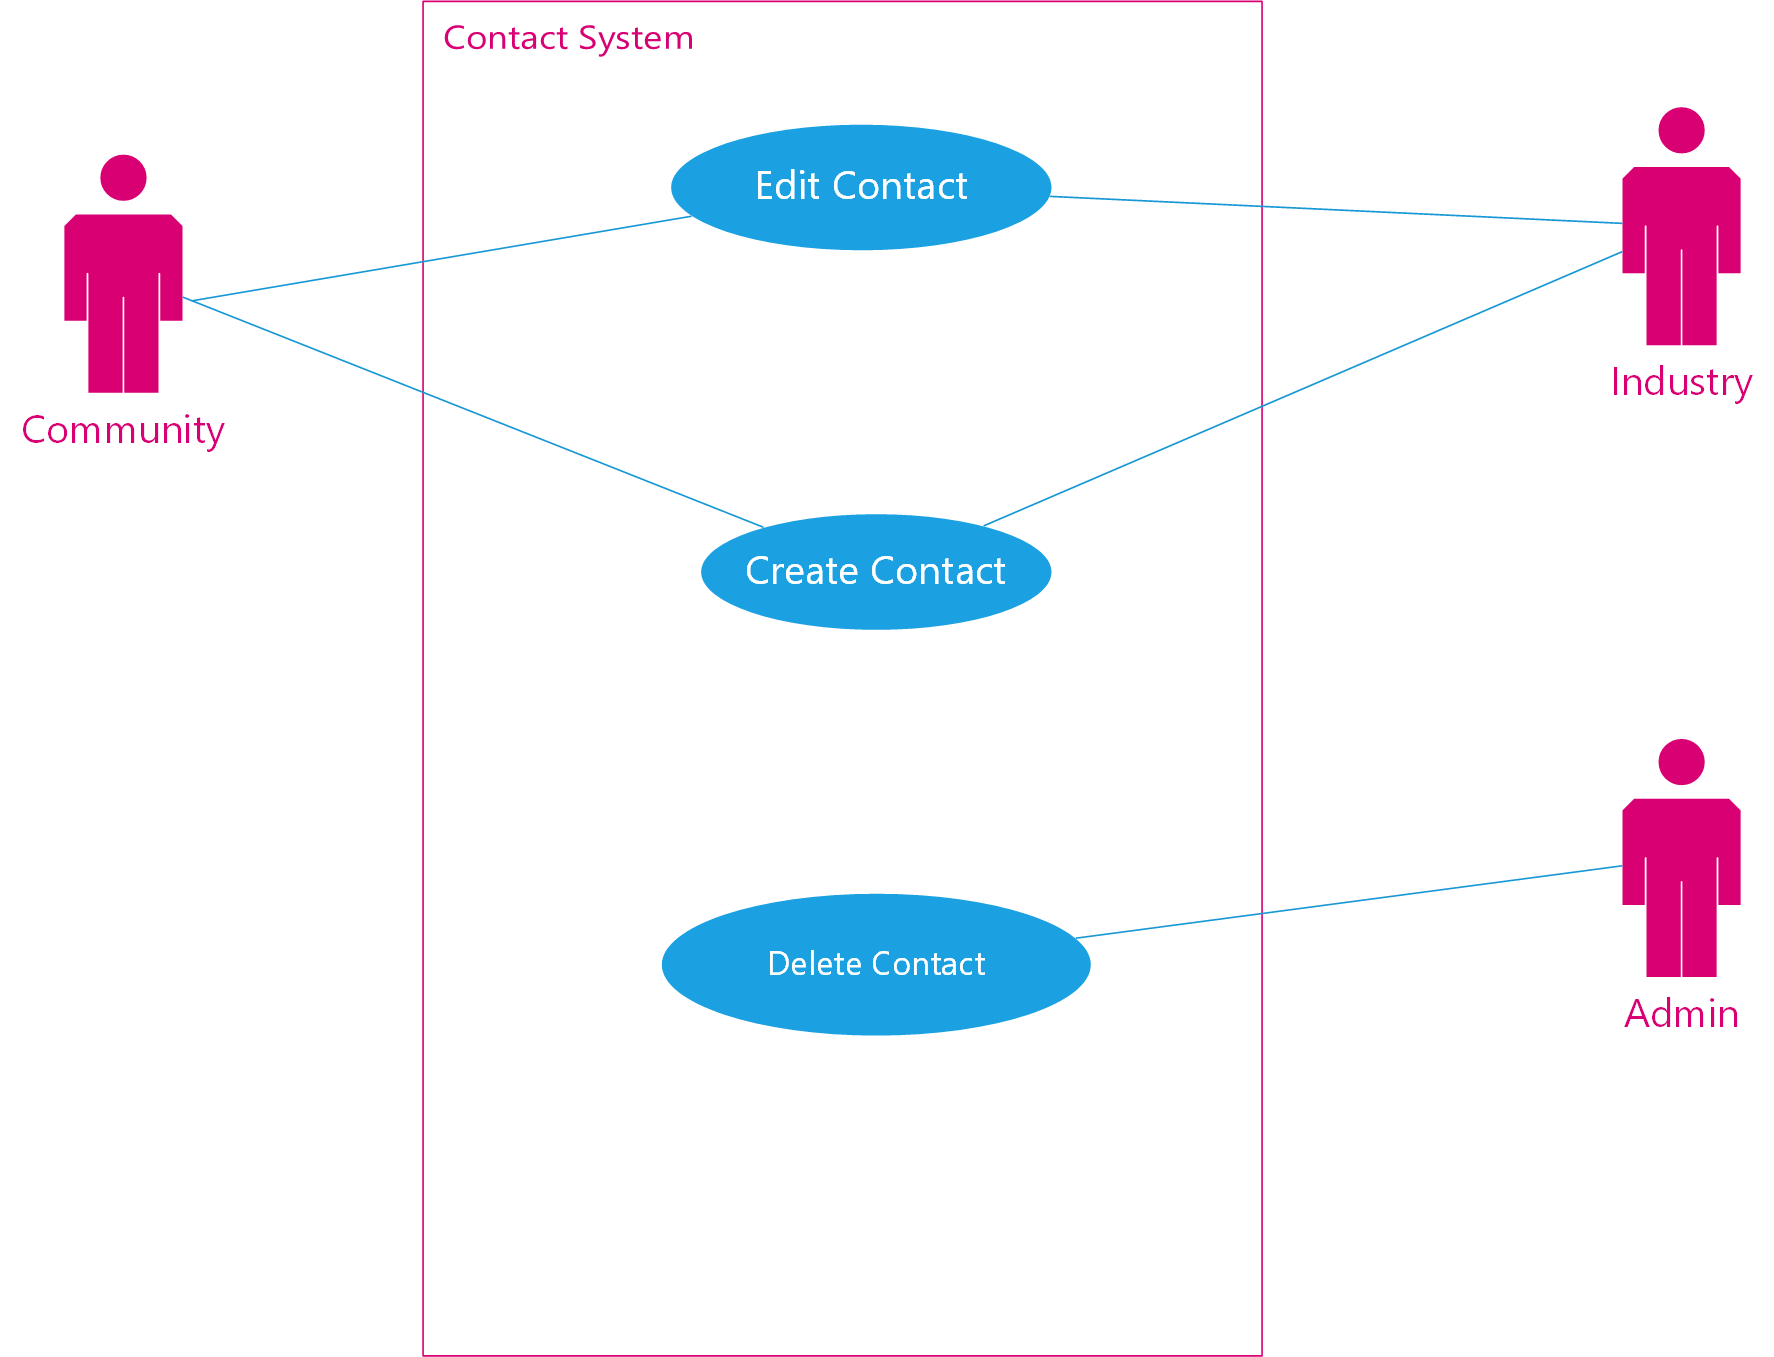 Contact System
Edit Contact
Community
Industry
Create Contact
Delete Contact
Admin